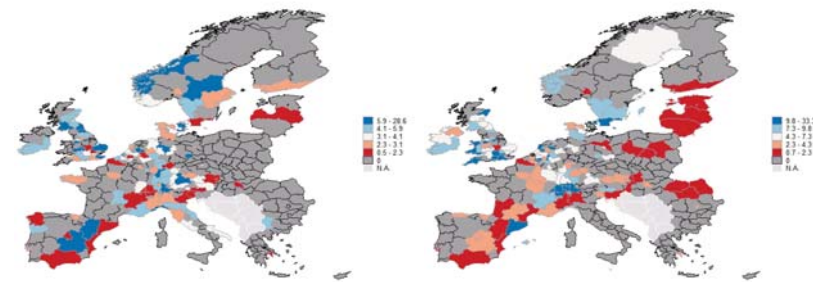 5.9 - 28.6
4.1 - 5.9
3.1 - 4.1
2.3 - 3.1
0.5 - 2.3
0
N.A.
9.8 - 33.3
7.3 - 9.8
4.3 - 7.3
2.3 - 4.3
0.7 - 2.3
0
N.A.